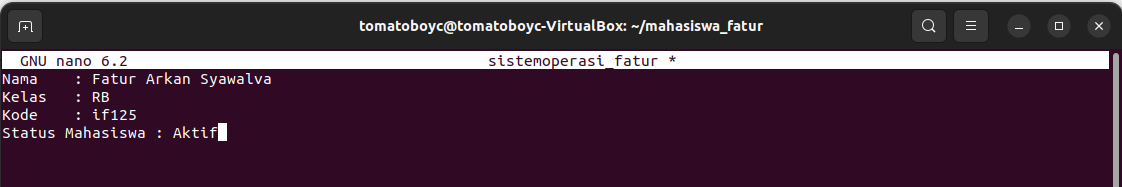 tomatoboyc@tomatoboyc-VirtualBox: ~/mahasiswa_fatur
GNU nano 6.2 sistemoperasi_fatur *
Nama    : Fatur Arkan Syawalva
Kelas   : RB
Kode    : if125
Status Mahasiswa : Aktif